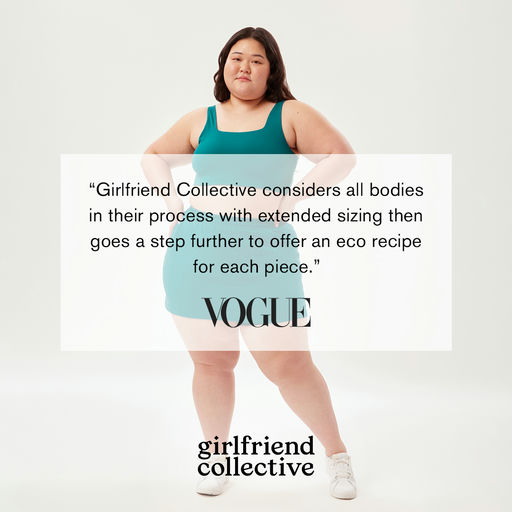 “Girlfriend Collective considers all bodies
in their process with extended sizing then
goes a step further to offer an eco recipe
for each piece.”
VOGUE
girlfriend
collective